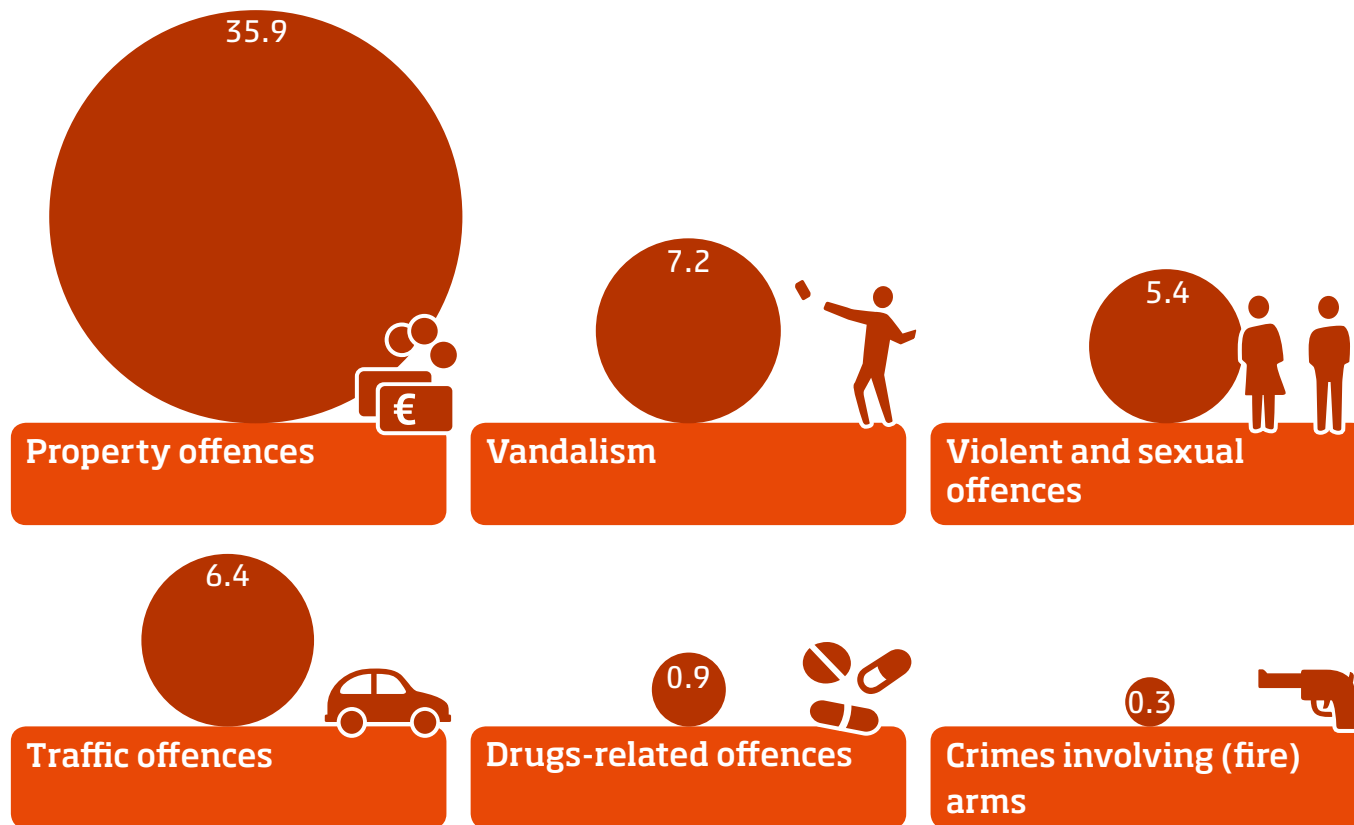 35.9
7.2
5.4
€
Property offences
Vandalism
Violent and sexual
offences
6.4
0.9
0.3
Traffic offences
Drugs-related offences
Crimes involving (fire)
arms